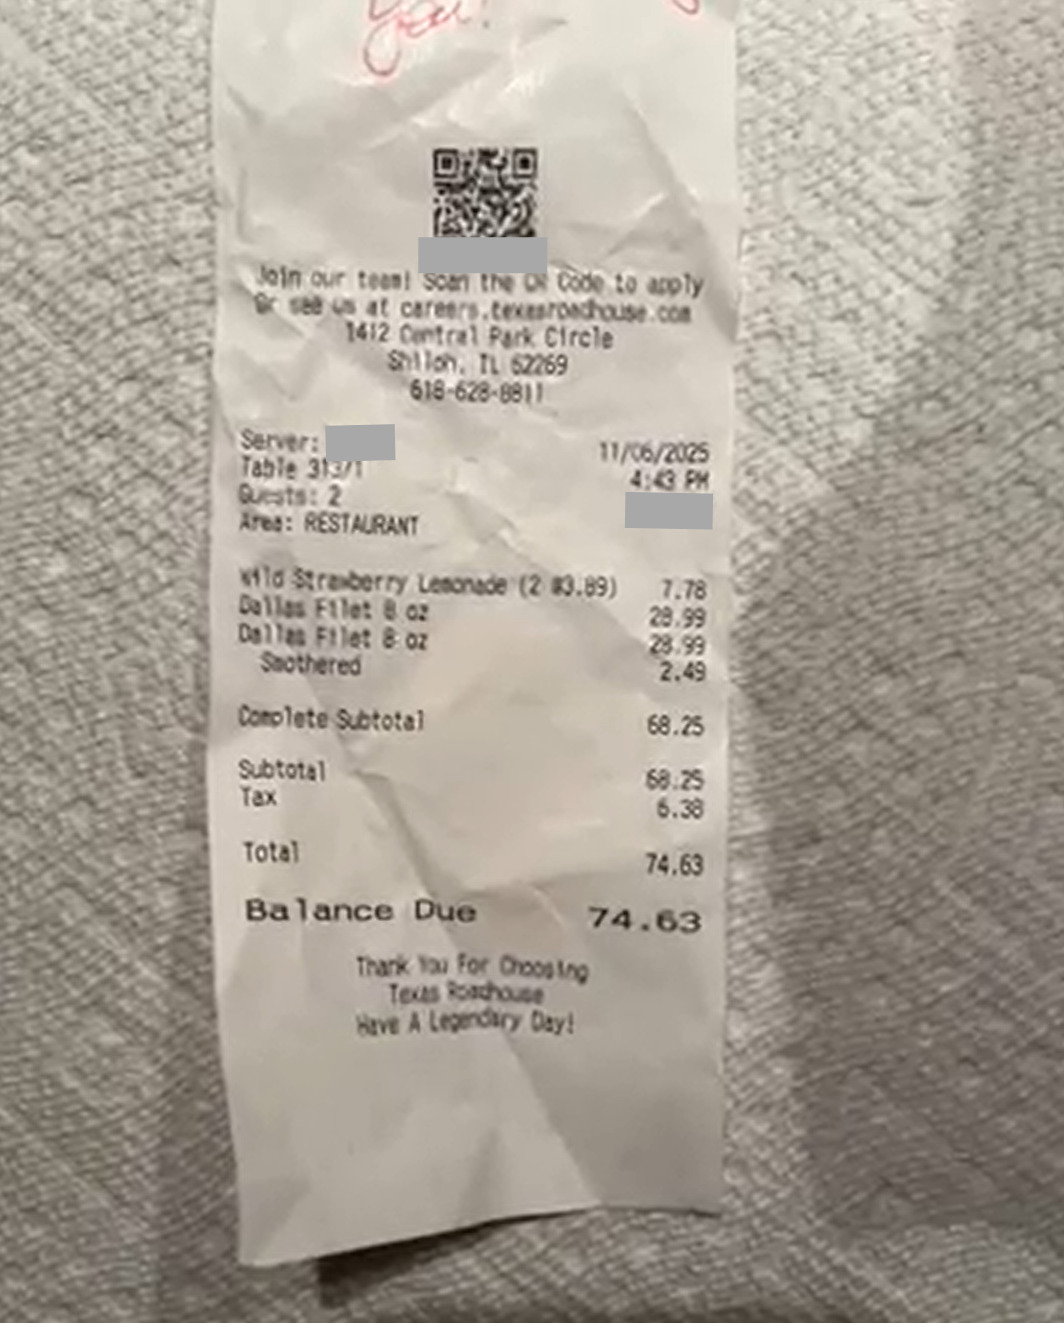 you!
Join our team! Scan the QR Code to apply
Or see us at careers.texasroadhouse.com
1412 Central Park Circle
Shiloh, IL 62269
618-628-8811
Server:
11/06/2025
Table 313/1
4:43 PM
Guests: 2
Area: RESTAURANT
Wild Strawberry Lemonade (2 @3.89) 7.78
Dallas Filet 8 oz 28.99
Dallas Filet 8 oz 28.99
Smothered 2.49
Complete Subtotal 68.25
Subtotal 68.25
Tax 6.38
Total 74.63
Balance Due 74.63
Thank You For Choosing
Texas Roadhouse
Have A Legendary Day!